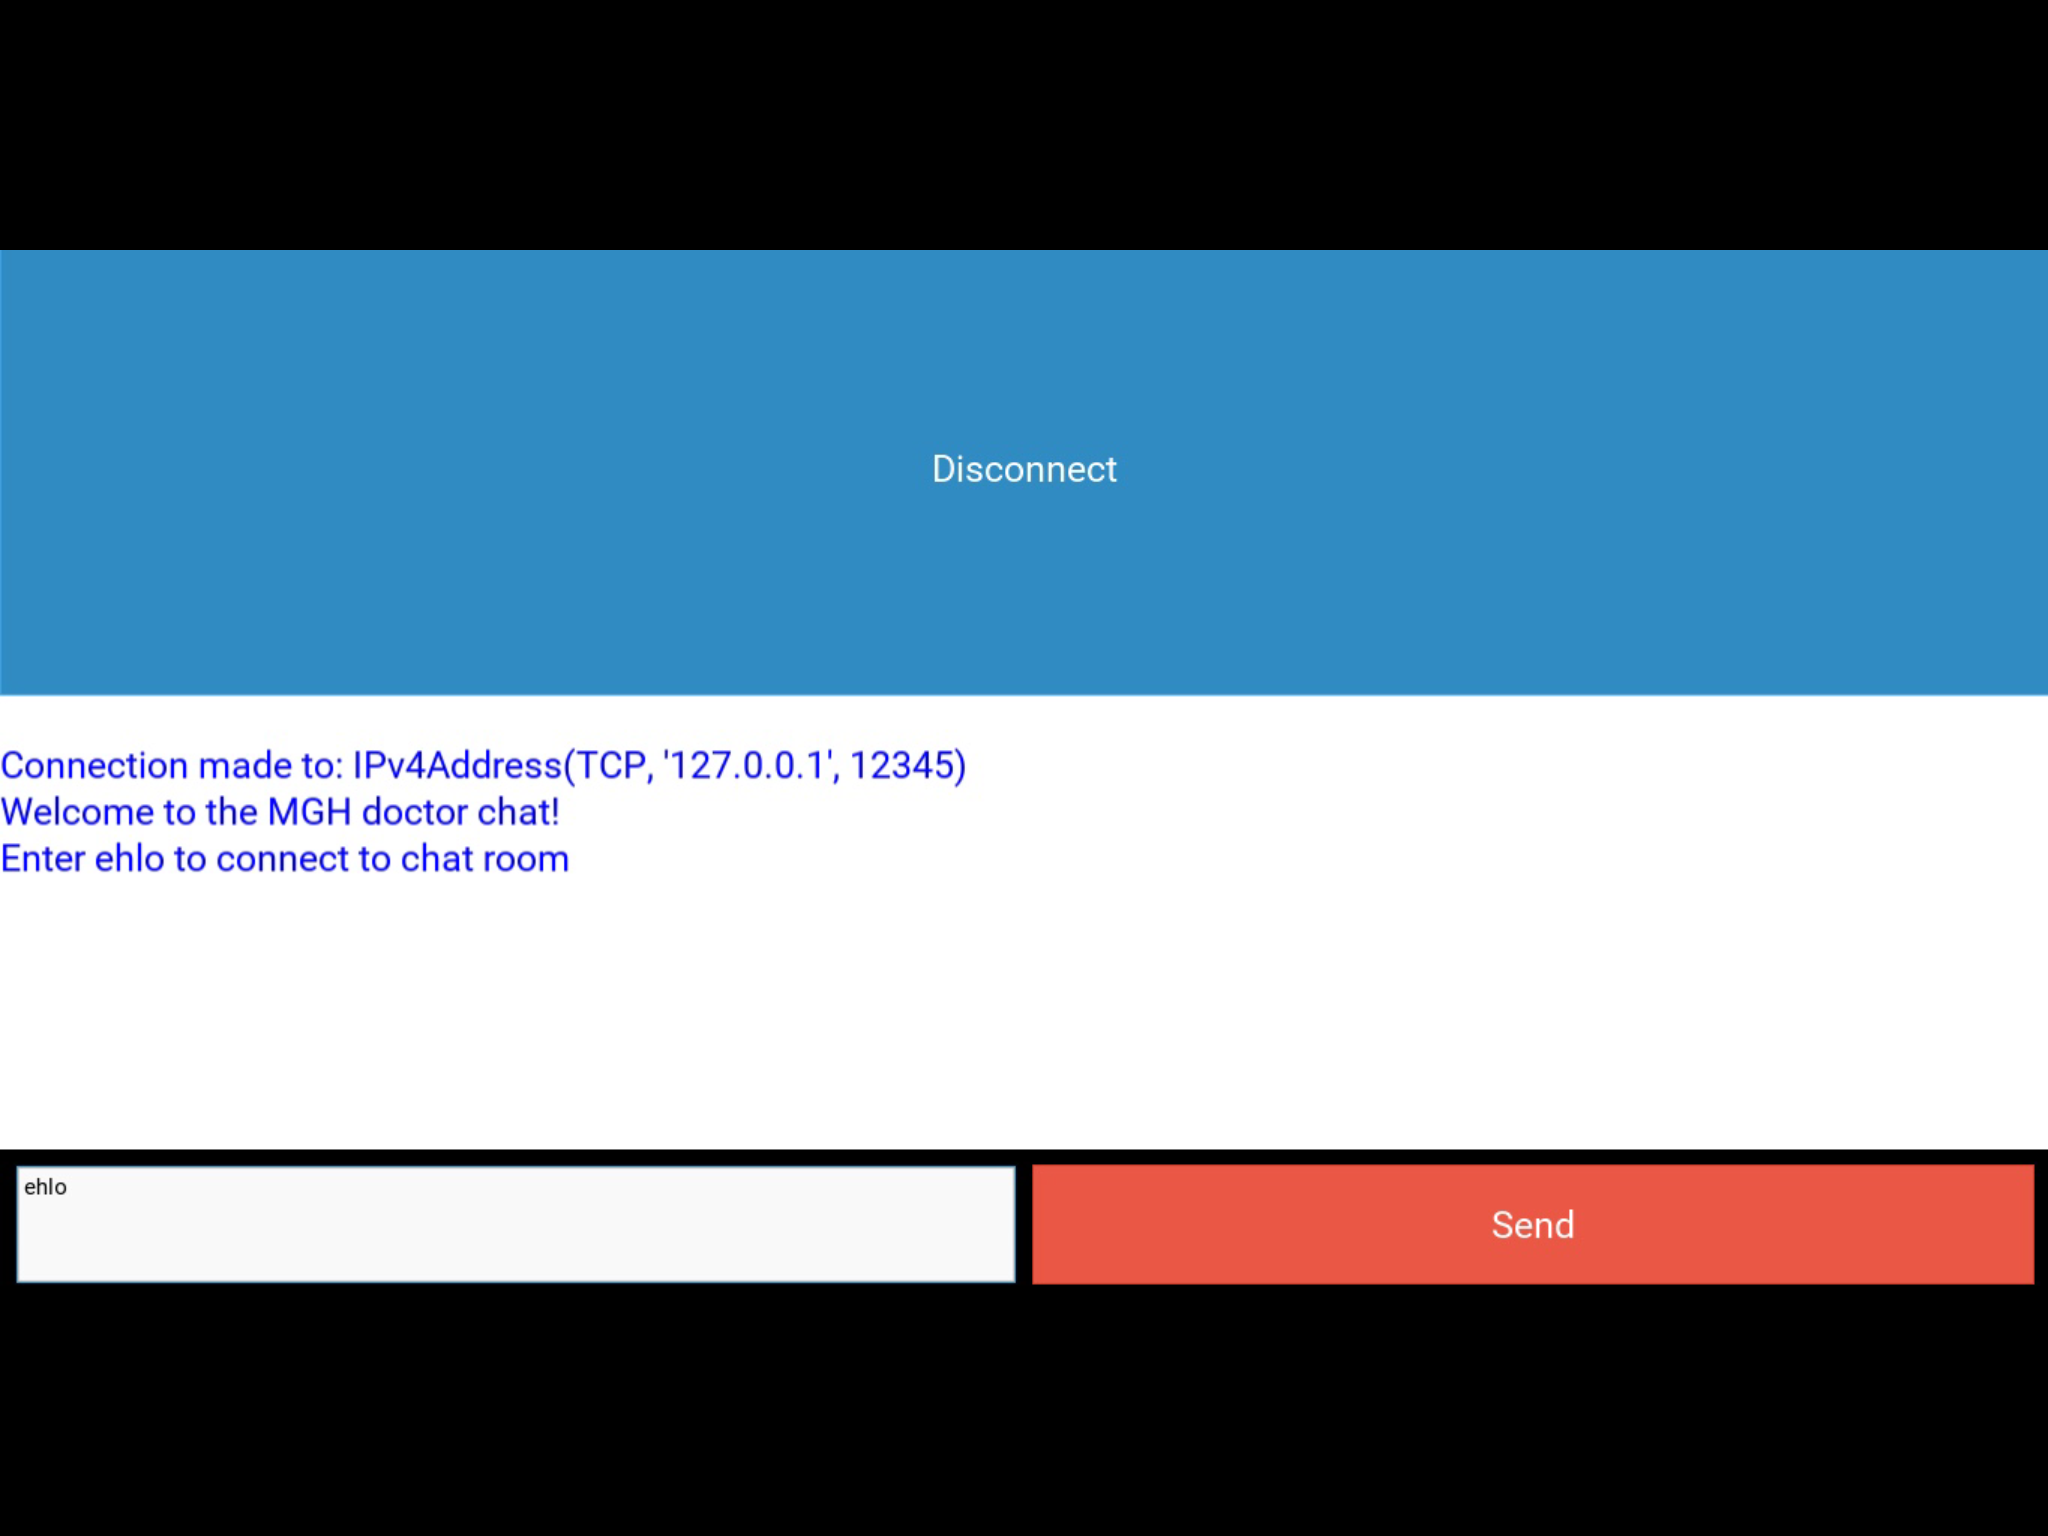 Disconnect
Connection made to: IPv4Address(TCP, '127.0.0.1', 12345)
Welcome to the MGH doctor chat!
Enter ehlo to connect to chat room
ehlo
Send